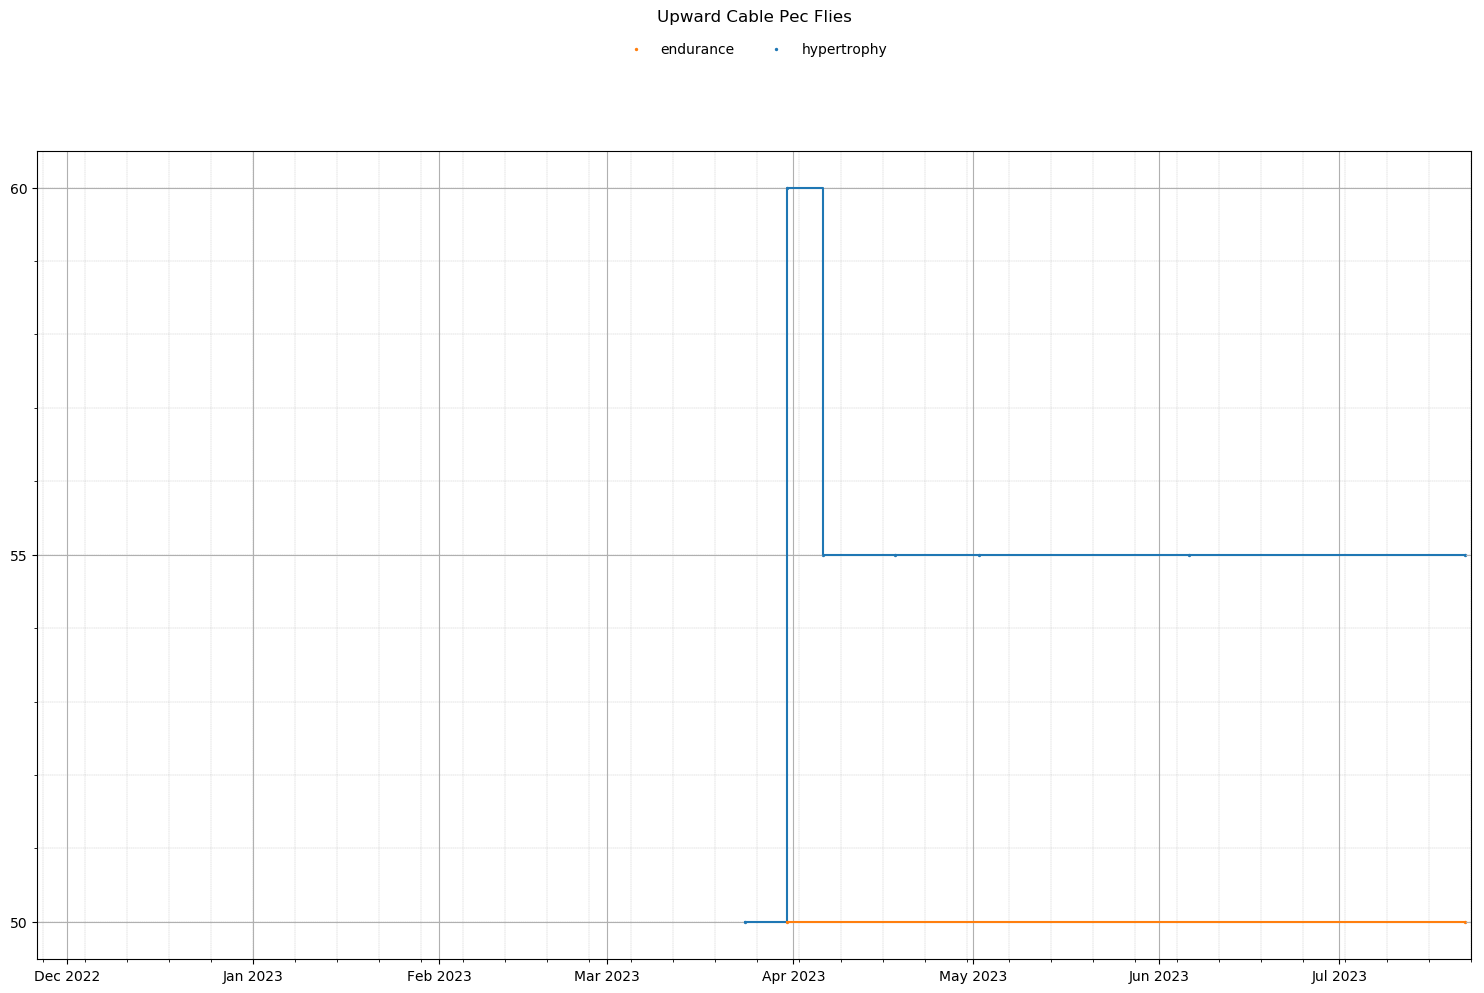 Upward Cable Pec Flies
endurance hypertrophy
60
55
50
Dec 2022 Jan 2023 Feb 2023 Mar 2023 Apr 2023 May 2023 Jun 2023 Jul 2023